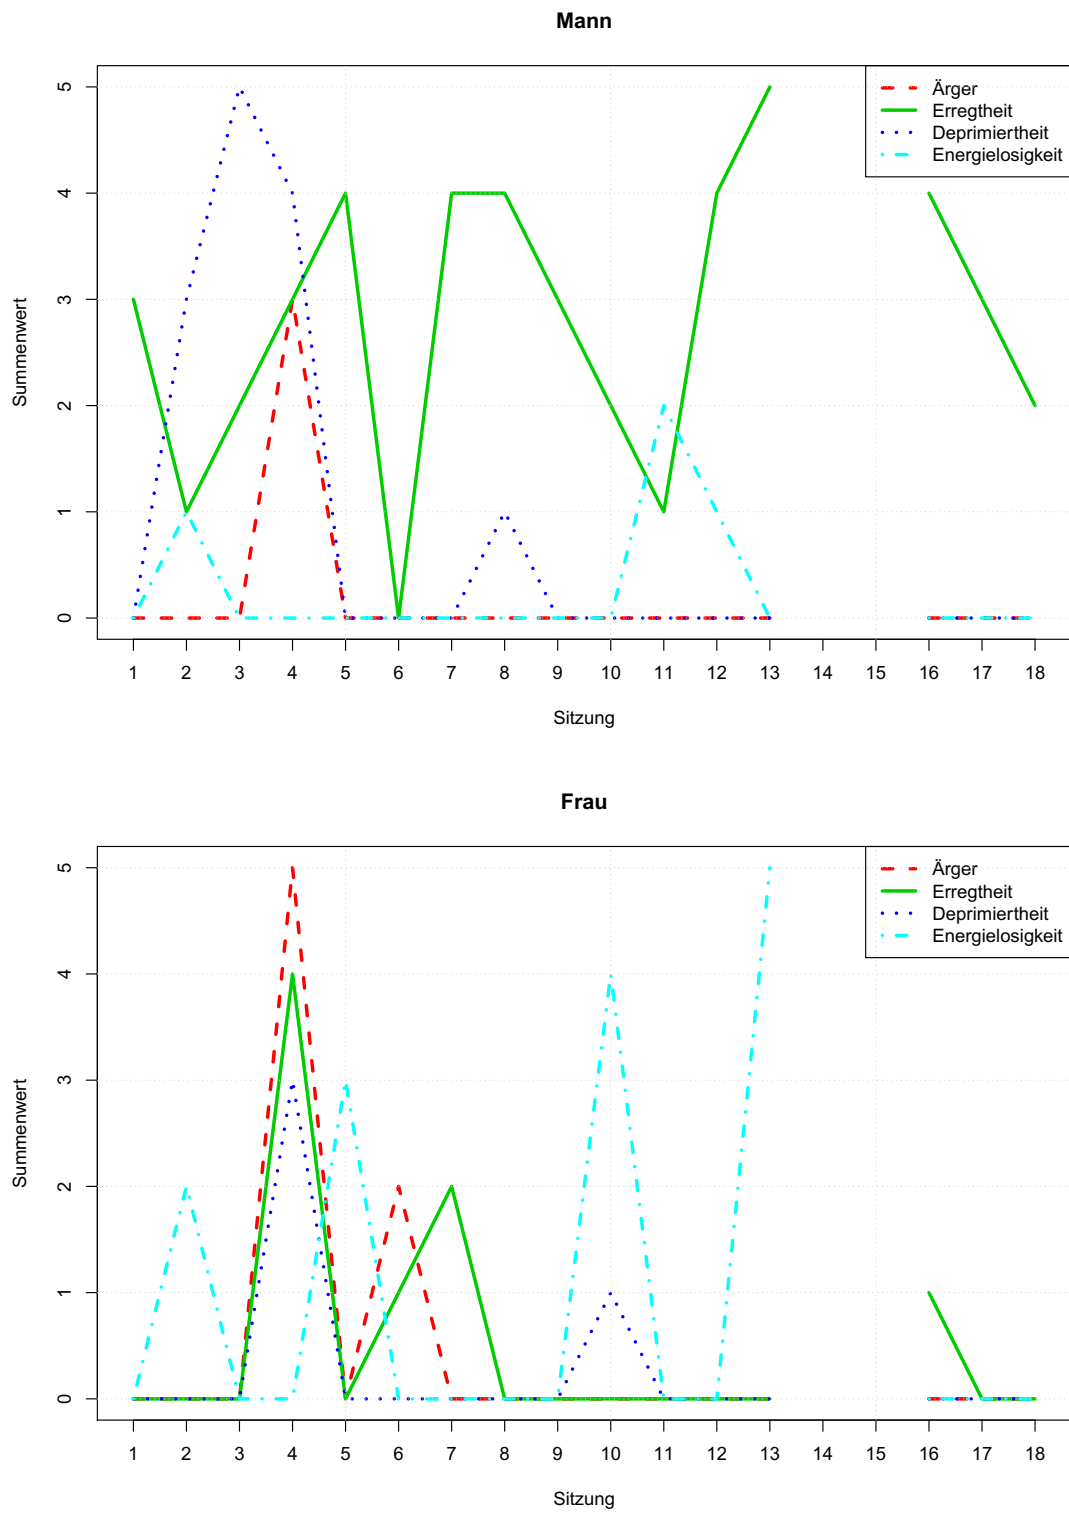 Mann
Ärger
Erregtheit
Deprimiertheit
Energielosigkeit
Summenwert
5
4
3
2
1
0
1 2 3 4 5 6 7 8 9 10 11 12 13 14 15 16 17 18
Sitzung
Frau
Ärger
Erregtheit
Deprimiertheit
Energielosigkeit
Summenwert
5
4
3
2
1
0
1 2 3 4 5 6 7 8 9 10 11 12 13 14 15 16 17 18
Sitzung